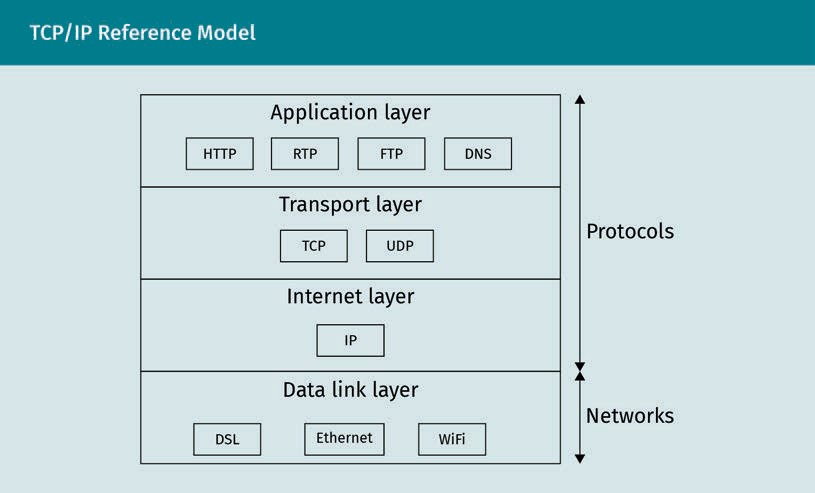 TCP/IP Reference Model
Application layer
HTTP RTP FTP DNS
Transport layer
TCP UDP
Protocols
Internet layer
IP
Data link layer
Networks
DSL Ethernet WiFi